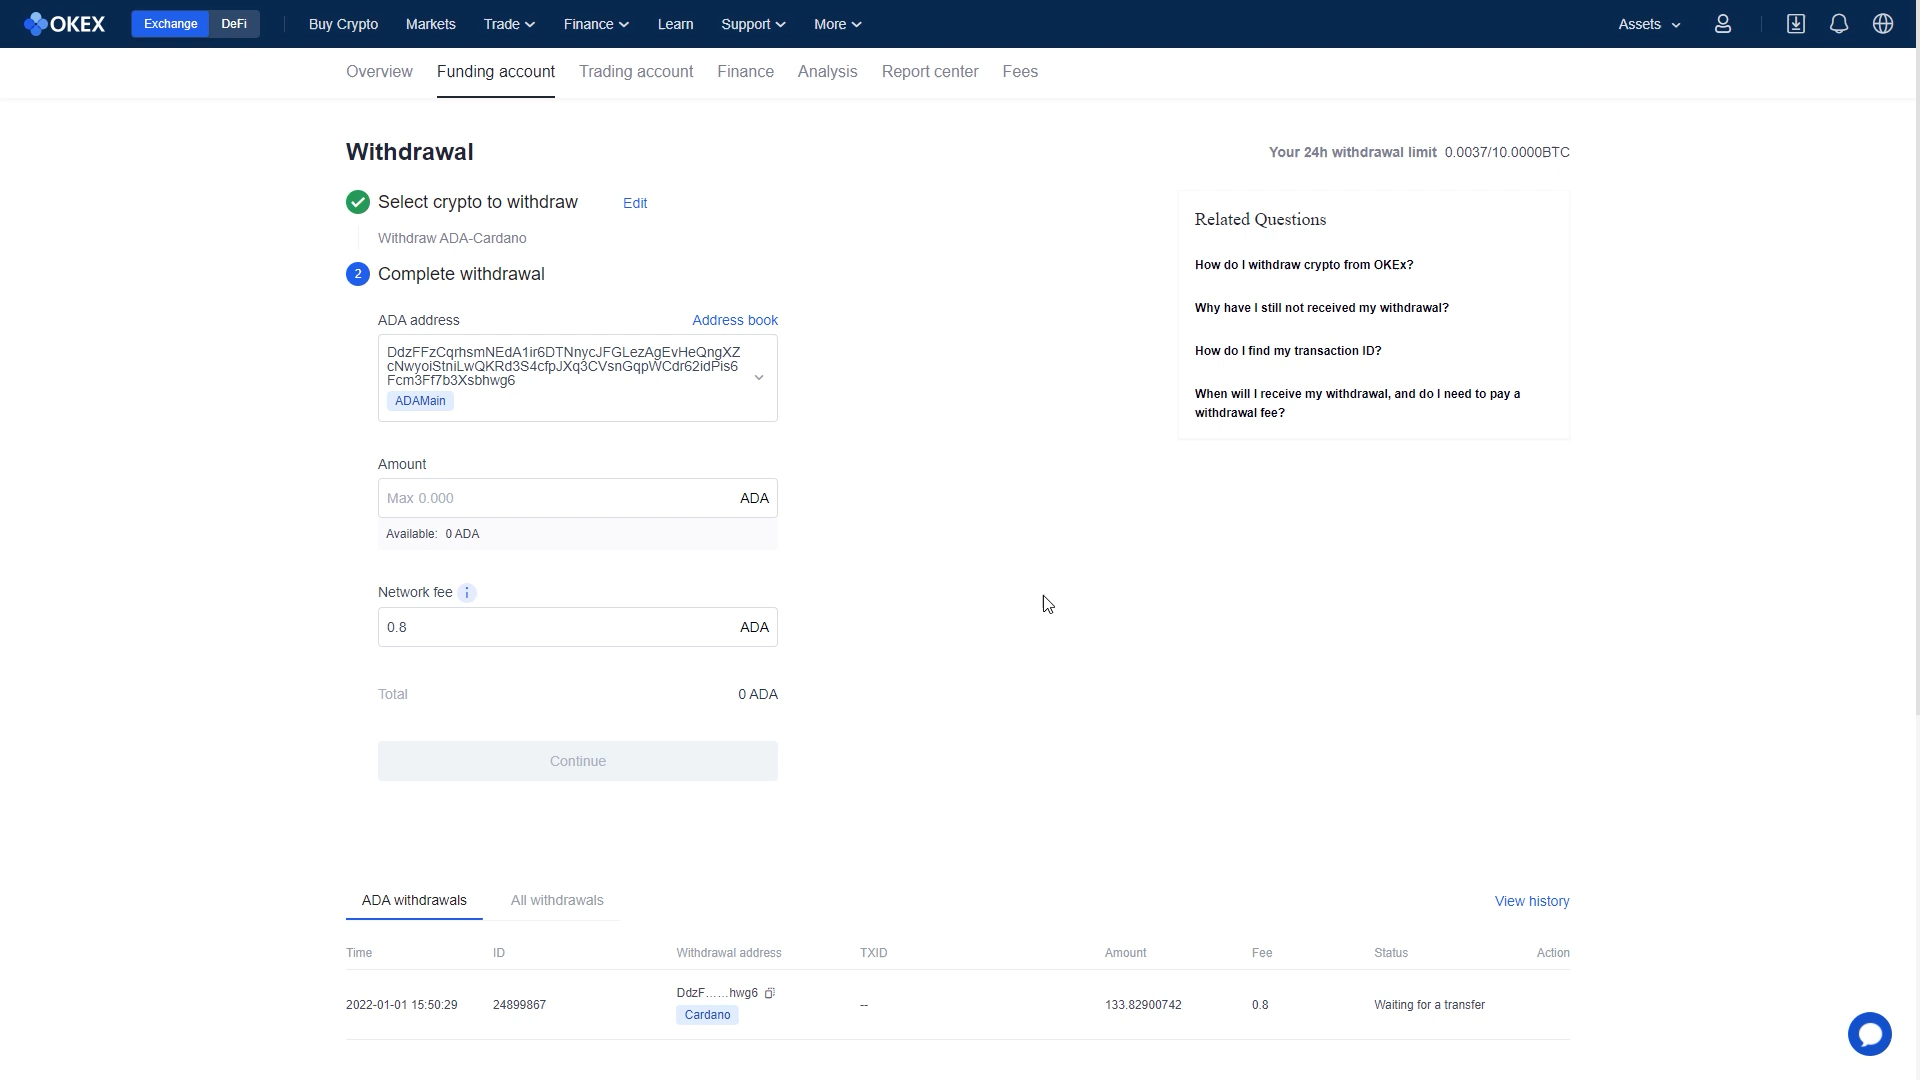 OKEX Exchange DeFi Buy Crypto Markets Trade Finance Learn Support More Assets
Overview Funding account Trading account Finance Analysis Report center Fees
Withdrawal
Your 24h withdrawal limit 0.0037/10.0000BTC
Select crypto to withdraw Edit
Withdraw ADA-Cardano
2 Complete withdrawal
ADA address Address book
DdzFFzCqrhsmNEdA1ir6DTNnycJFGLezAgEvHeQngXZ
cNwyoiStniLwQKRd3S4cfpJXq3CVsnGqpWCdr62idPis6
Fcm3Ff7b3Xsbhwg6
ADAMain
Amount
Max 0.000 ADA
Available: 0 ADA
Network fee i
0.8 ADA
Total 0 ADA
Continue
Related Questions
How do I withdraw crypto from OKEx?
Why have I still not received my withdrawal?
How do I find my transaction ID?
When will I receive my withdrawal, and do I need to pay a
withdrawal fee?
ADA withdrawals All withdrawals View history
Time ID Withdrawal address TXID Amount Fee Status Action
2022-01-01 15:50:29 24899867 DdzF......hwg6 -- 133.82900742 0.8 Waiting for a transfer
Cardano